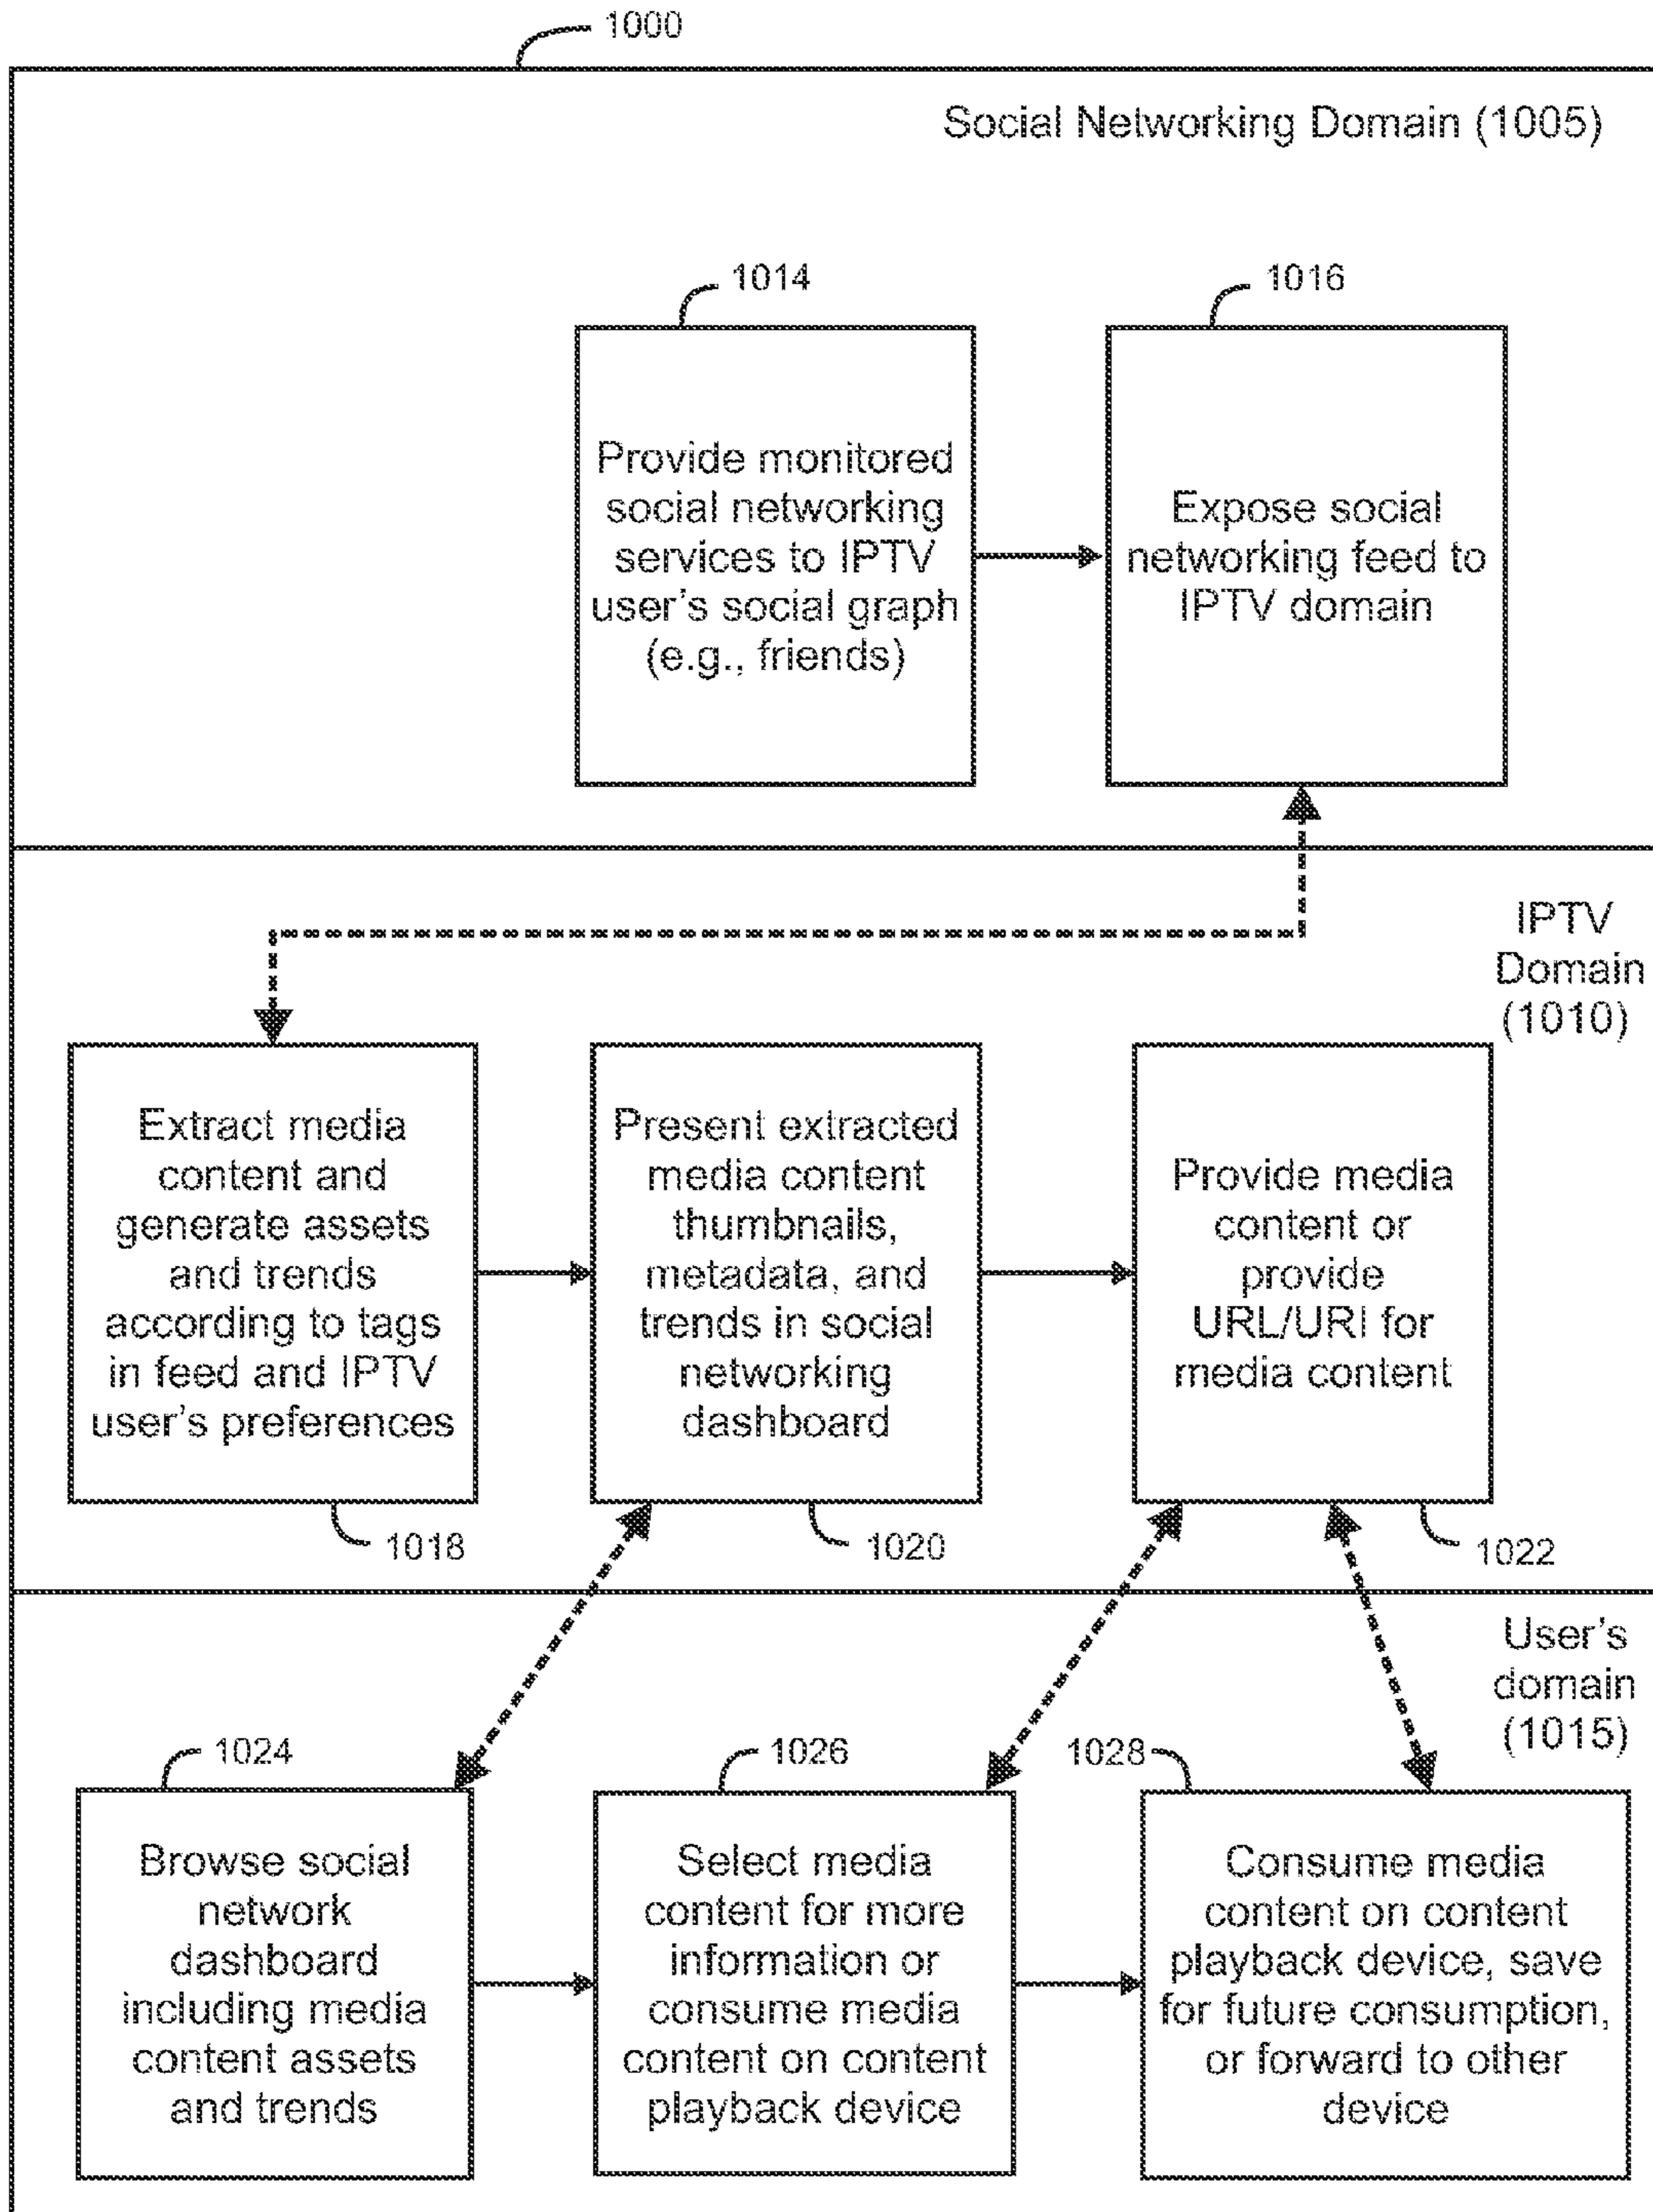 1000
Social Networking Domain (1005)
1014
1016
Provide monitored
social networking
services to IPTV
user's social graph
(e.g., friends)
Expose social
networking feed to
IPTV domain
IPTV
Domain
(1010)
Extract media
content and
generate assets
and trends
according to tags
in feed and IPTV
user's preferences
Present extracted
media content
thumbnails,
metadata, and
trends in social
networking
dashboard
Provide media
content or
provide
URL/URI for
media content
1018
1020
1022
User's
domain
(1015)
1024
1026
1028
Browse social
network
dashboard
including media
content assets
and trends
Select media
content for more
information or
consume media
content on content
playback device
Consume media
content on content
playback device, save
for future consumption,
or forward to other
device